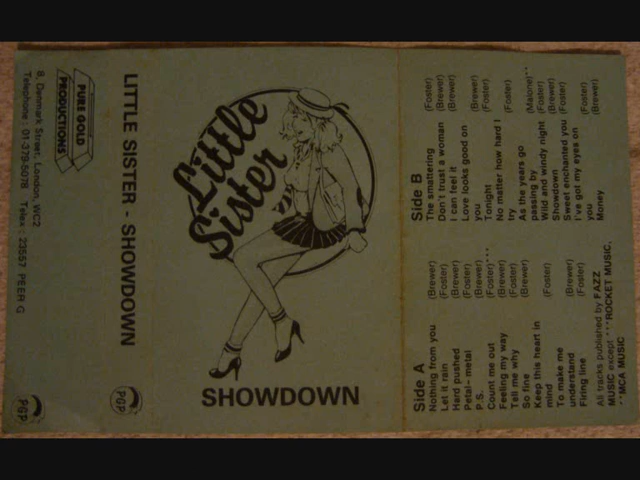 PURE GOLD
PRODUCTIONS
8, Denmark Street, London, WC2
Telephone: 01-379-5078 Telex: 23557 PEER G
PGP
LITTLE SISTER - SHOWDOWN
PGP
Little
Sister
SHOWDOWN
Side A
Nothing from you (Brewer)
Let it rain (Foster)
Hard pushed (Brewer)
Petal-metal (Foster)
P.S. (Brewer)
Count me out (Foster)***
Feeling my way (Brewer)
Tell me why (Foster)
So fine (Brewer)
Keep this heart in
mind (Foster)
To make me
understand (Brewer)
Firing line (Foster)
All tracks published by FAZZ
MUSIC except ***ROCKET MUSIC,
**MCA MUSIC
Side B
The smattering (Foster)
Don't trust a woman (Brewer)
I can feel it (Brewer)
Love looks good on
you (Brewer)
Tonight (Foster)
No matter how hard I
try (Foster)
As the years go
passing by (Malone)**
Wild and windy night (Foster)
Showdown (Brewer)
Sweet enchanted you (Foster)
I've got my eyes on
you (Foster)
Money (Brewer)